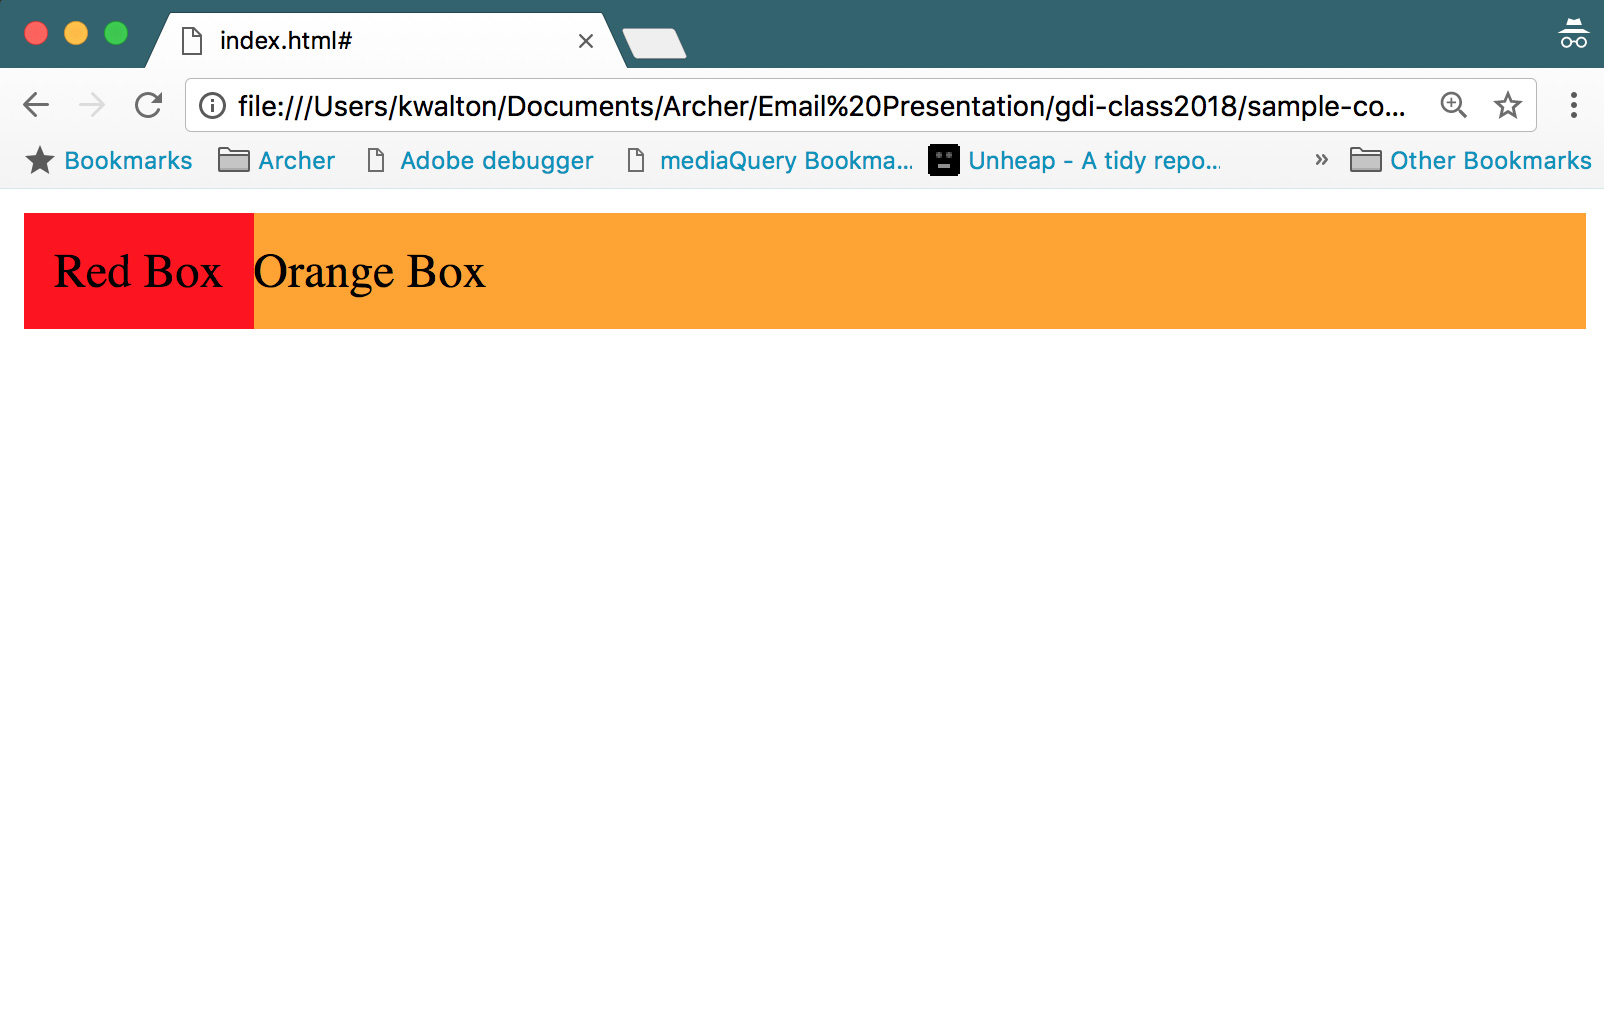 index.html#
file:///Users/kwalton/Documents/Archer/Email%20Presentation/gdi-class2018/sample-co...
Bookmarks Archer Adobe debugger mediaQuery Bookma... Unheap - A tidy repo... » Other Bookmarks
Red Box Orange Box